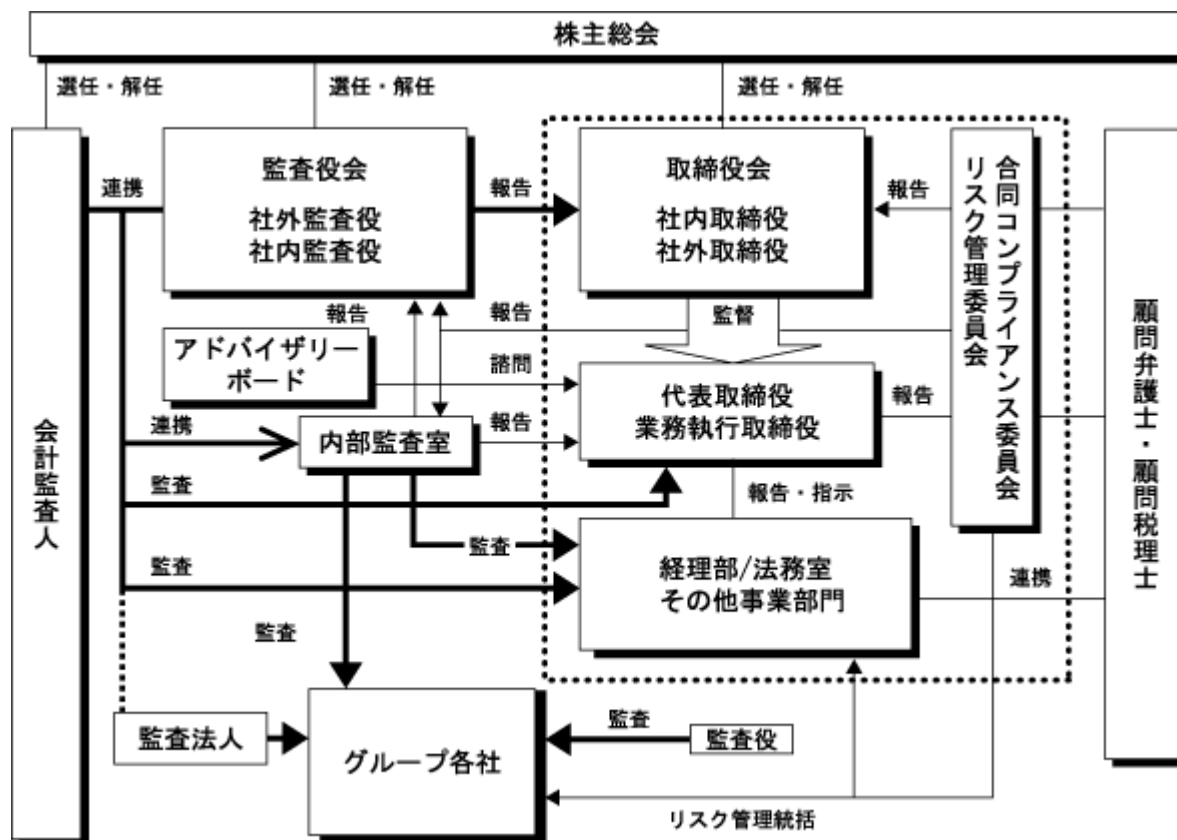 株主総会
選任・解任
選任・解任
選任・解任
会計監査人
連携
監査役会
社外監査役
社内監査役
報告
取締役会
社内取締役
社外取締役
報告
合同コンプライアンス委員会
リスク管理委員会
顧問弁護士・顧問税理士
報告
報告
監督
アドバイザリー
ボード
諮問
代表取締役
業務執行取締役
報告
連携
内部監査室
報告
監査
報告・指示
監査
監査
経理部/法務室
その他事業部門
連携
監査
監査法人
グループ各社
監査
監査役
リスク管理統括